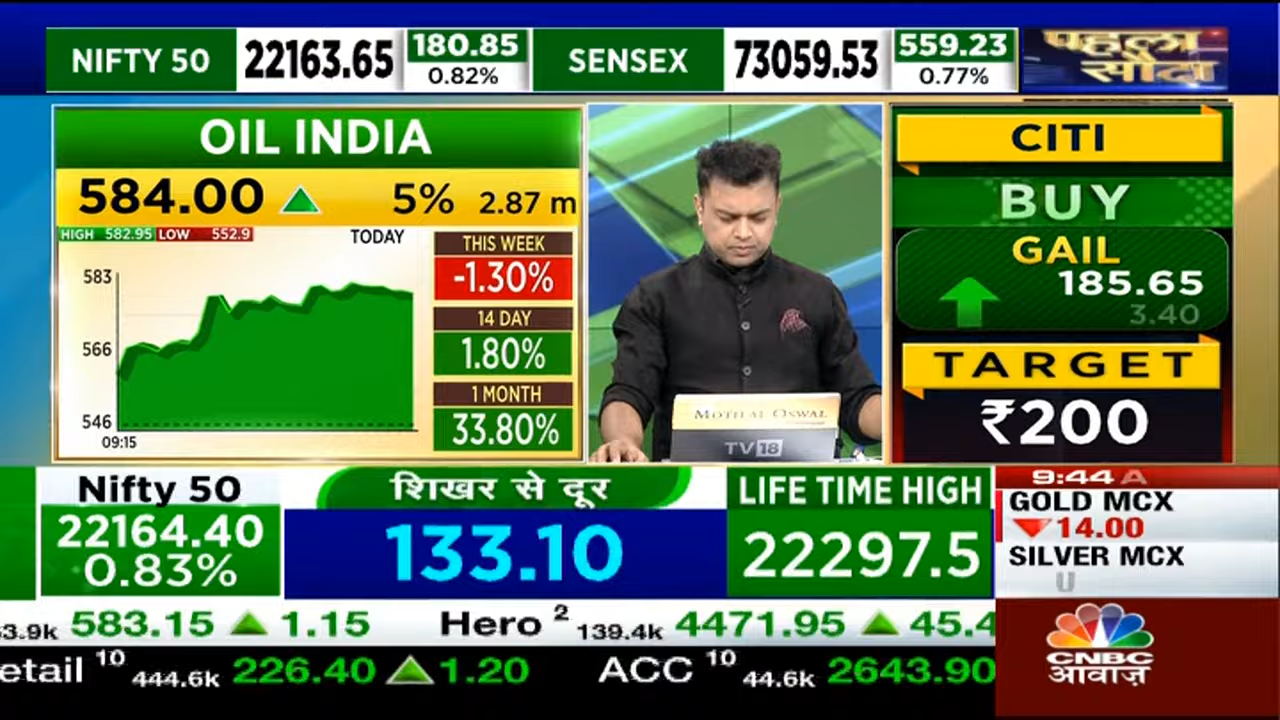 NIFTY 50 22163.65 180.85 0.82% SENSEX 73059.53 559.23 0.77% पहला सौदा
OIL INDIA
584.00 5% 2.87 m
HIGH 582.95 LOW 552.9 TODAY
583
566
546
09:15
THIS WEEK
-1.30%
14 DAY
1.80%
1 MONTH
33.80%
MOTILAL OSWAL
TV18
CITI
BUY
GAIL
185.65
3.40
TARGET
₹200
Nifty 50
22164.40
0.83%
शिखर से दूर
133.10
LIFE TIME HIGH
22297.5
9:44 A
GOLD MCX
14.00
SILVER MCX
3.9k 583.15 1.15 Hero 2 139.4k 4471.95 45.4
etail 10 444.6k 226.40 1.20 ACC 10 44.6k 2643.90
CNBC
आवाज़